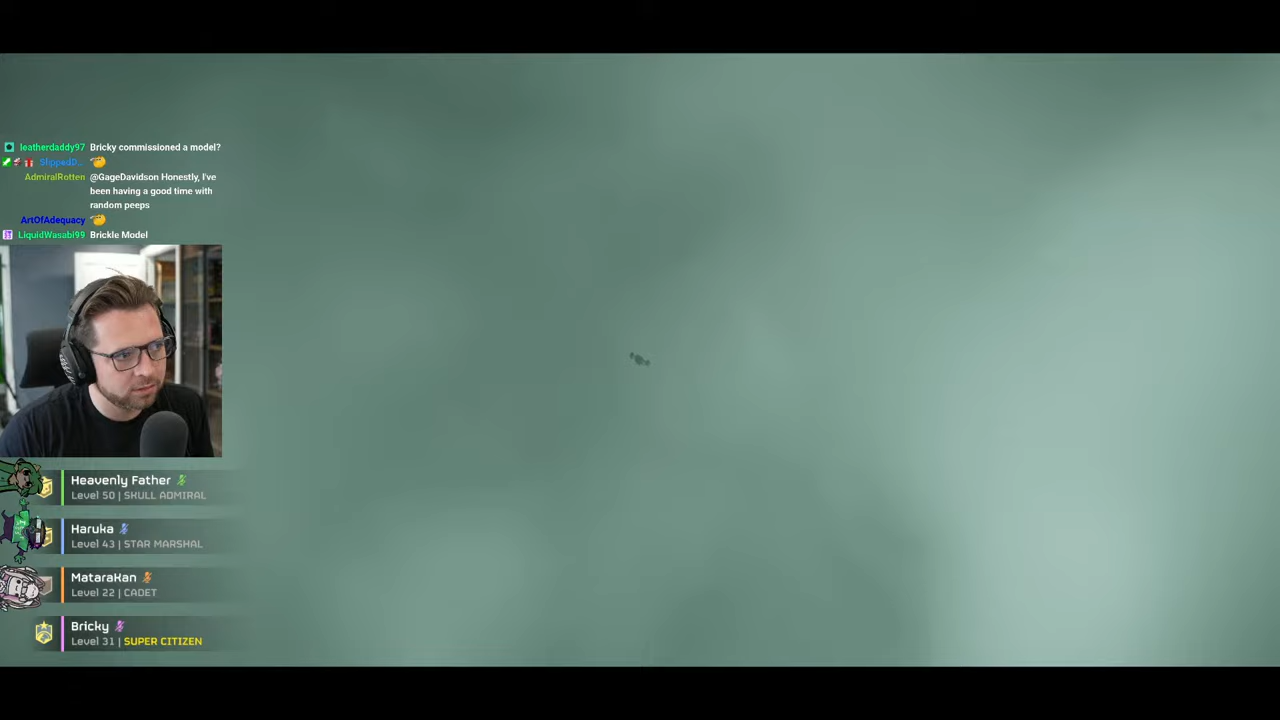 leatherdaddy97 Bricky commissioned a model?
SlippedD...
AdmiralRotten @GageDavidson Honestly, I've
been having a good time with
random peeps
ArtOfAdequacy
LiquidWasabi99 Brickle Model
Heavenly Father
Level 50 | SKULL ADMIRAL
Haruka
Level 43 | STAR MARSHAL
MataraKan
Level 22 | CADET
Bricky
Level 31 | SUPER CITIZEN